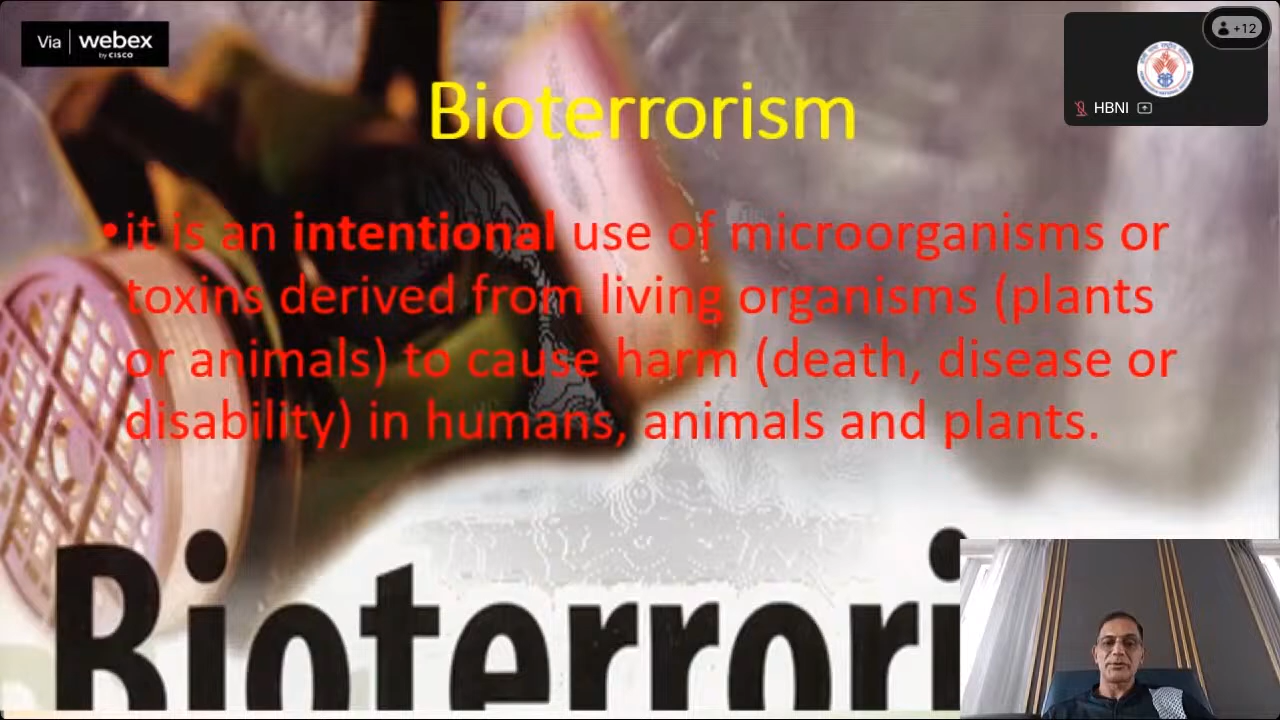 Via webex
by CISCO
+12
HBNI
Bioterrorism
•it is an intentional use of microorganisms or
toxins derived from living organisms (plants
or animals) to cause harm (death, disease or
disability) in humans, animals and plants.
Bioterrori